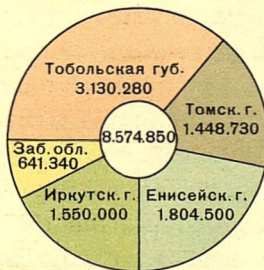 Тобольская губ.
3.130.280
Томск. г.
1.448.730
8.574.850
Заб. обл.
641.340
Иркутск. г.
1.550.000
Енисейск. г.
1.804.500